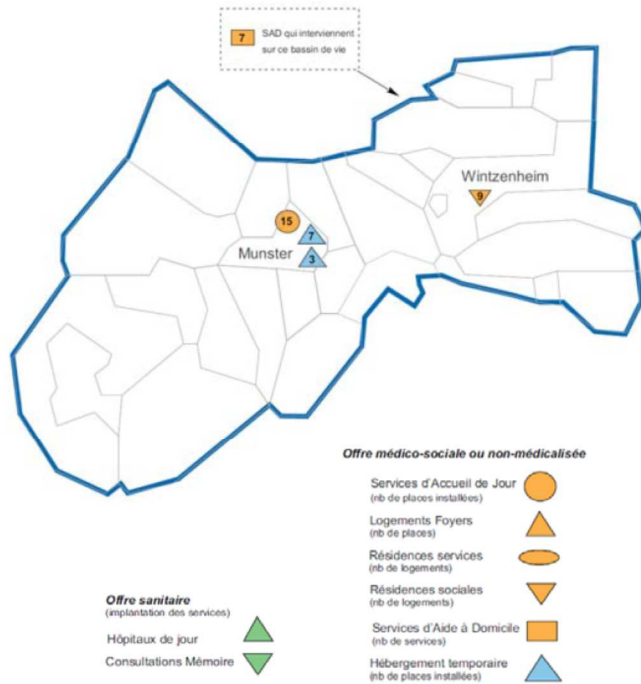 7
SAD qui interviennent
sur ce bassin de vie
Wintzenheim
9
15
7
Munster
3
Offre médico-sociale ou non-médicalisée
Services d'Accueil de Jour
(nb de places installées)
Logements Foyers
(nb de places)
Résidences services
(nb de logements)
Résidences sociales
(nb de logements)
Services d'Aide à Domicile
(nb de services)
Hébergement temporaire
(nb de places installées)
Offre sanitaire
(implantation des services)
Hôpitaux de jour
Consultations Mémoire